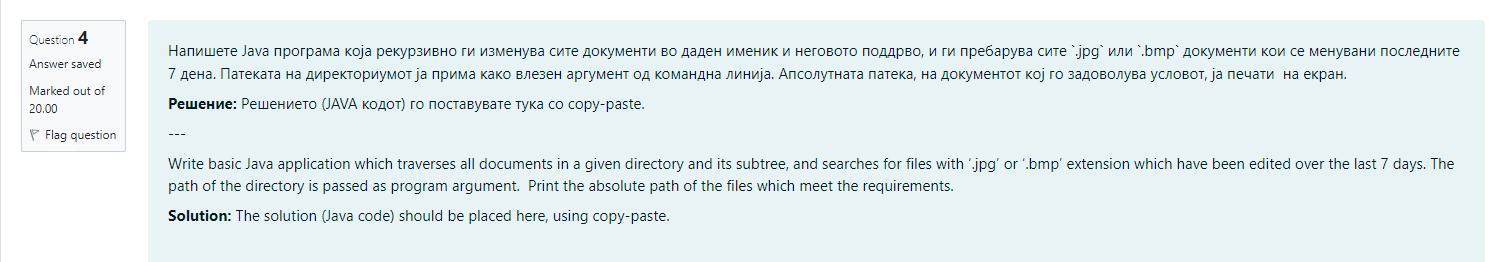 Question 4
Answer saved
Marked out of
20.00
Flag question
Напишете Java програма која рекурзивно ги изменува сите документи во даден именик и неговото поддрво, и ги пребарува сите `.jpg` или `.bmp` документи кои се менувани последните
7 дена. Патеката на директориумот ја прима како влезен аргумент од командна линија. Апсолутната патека, на документот кој го задоволува условот, ја печати на екран.
Решение: Решението (JAVA кодот) го поставувате тука со copy-paste.
---
Write basic Java application which traverses all documents in a given directory and its subtree, and searches for files with ‘.jpg’ or ‘.bmp’ extension which have been edited over the last 7 days. The
path of the directory is passed as program argument. Print the absolute path of the files which meet the requirements.
Solution: The solution (Java code) should be placed here, using copy-paste.